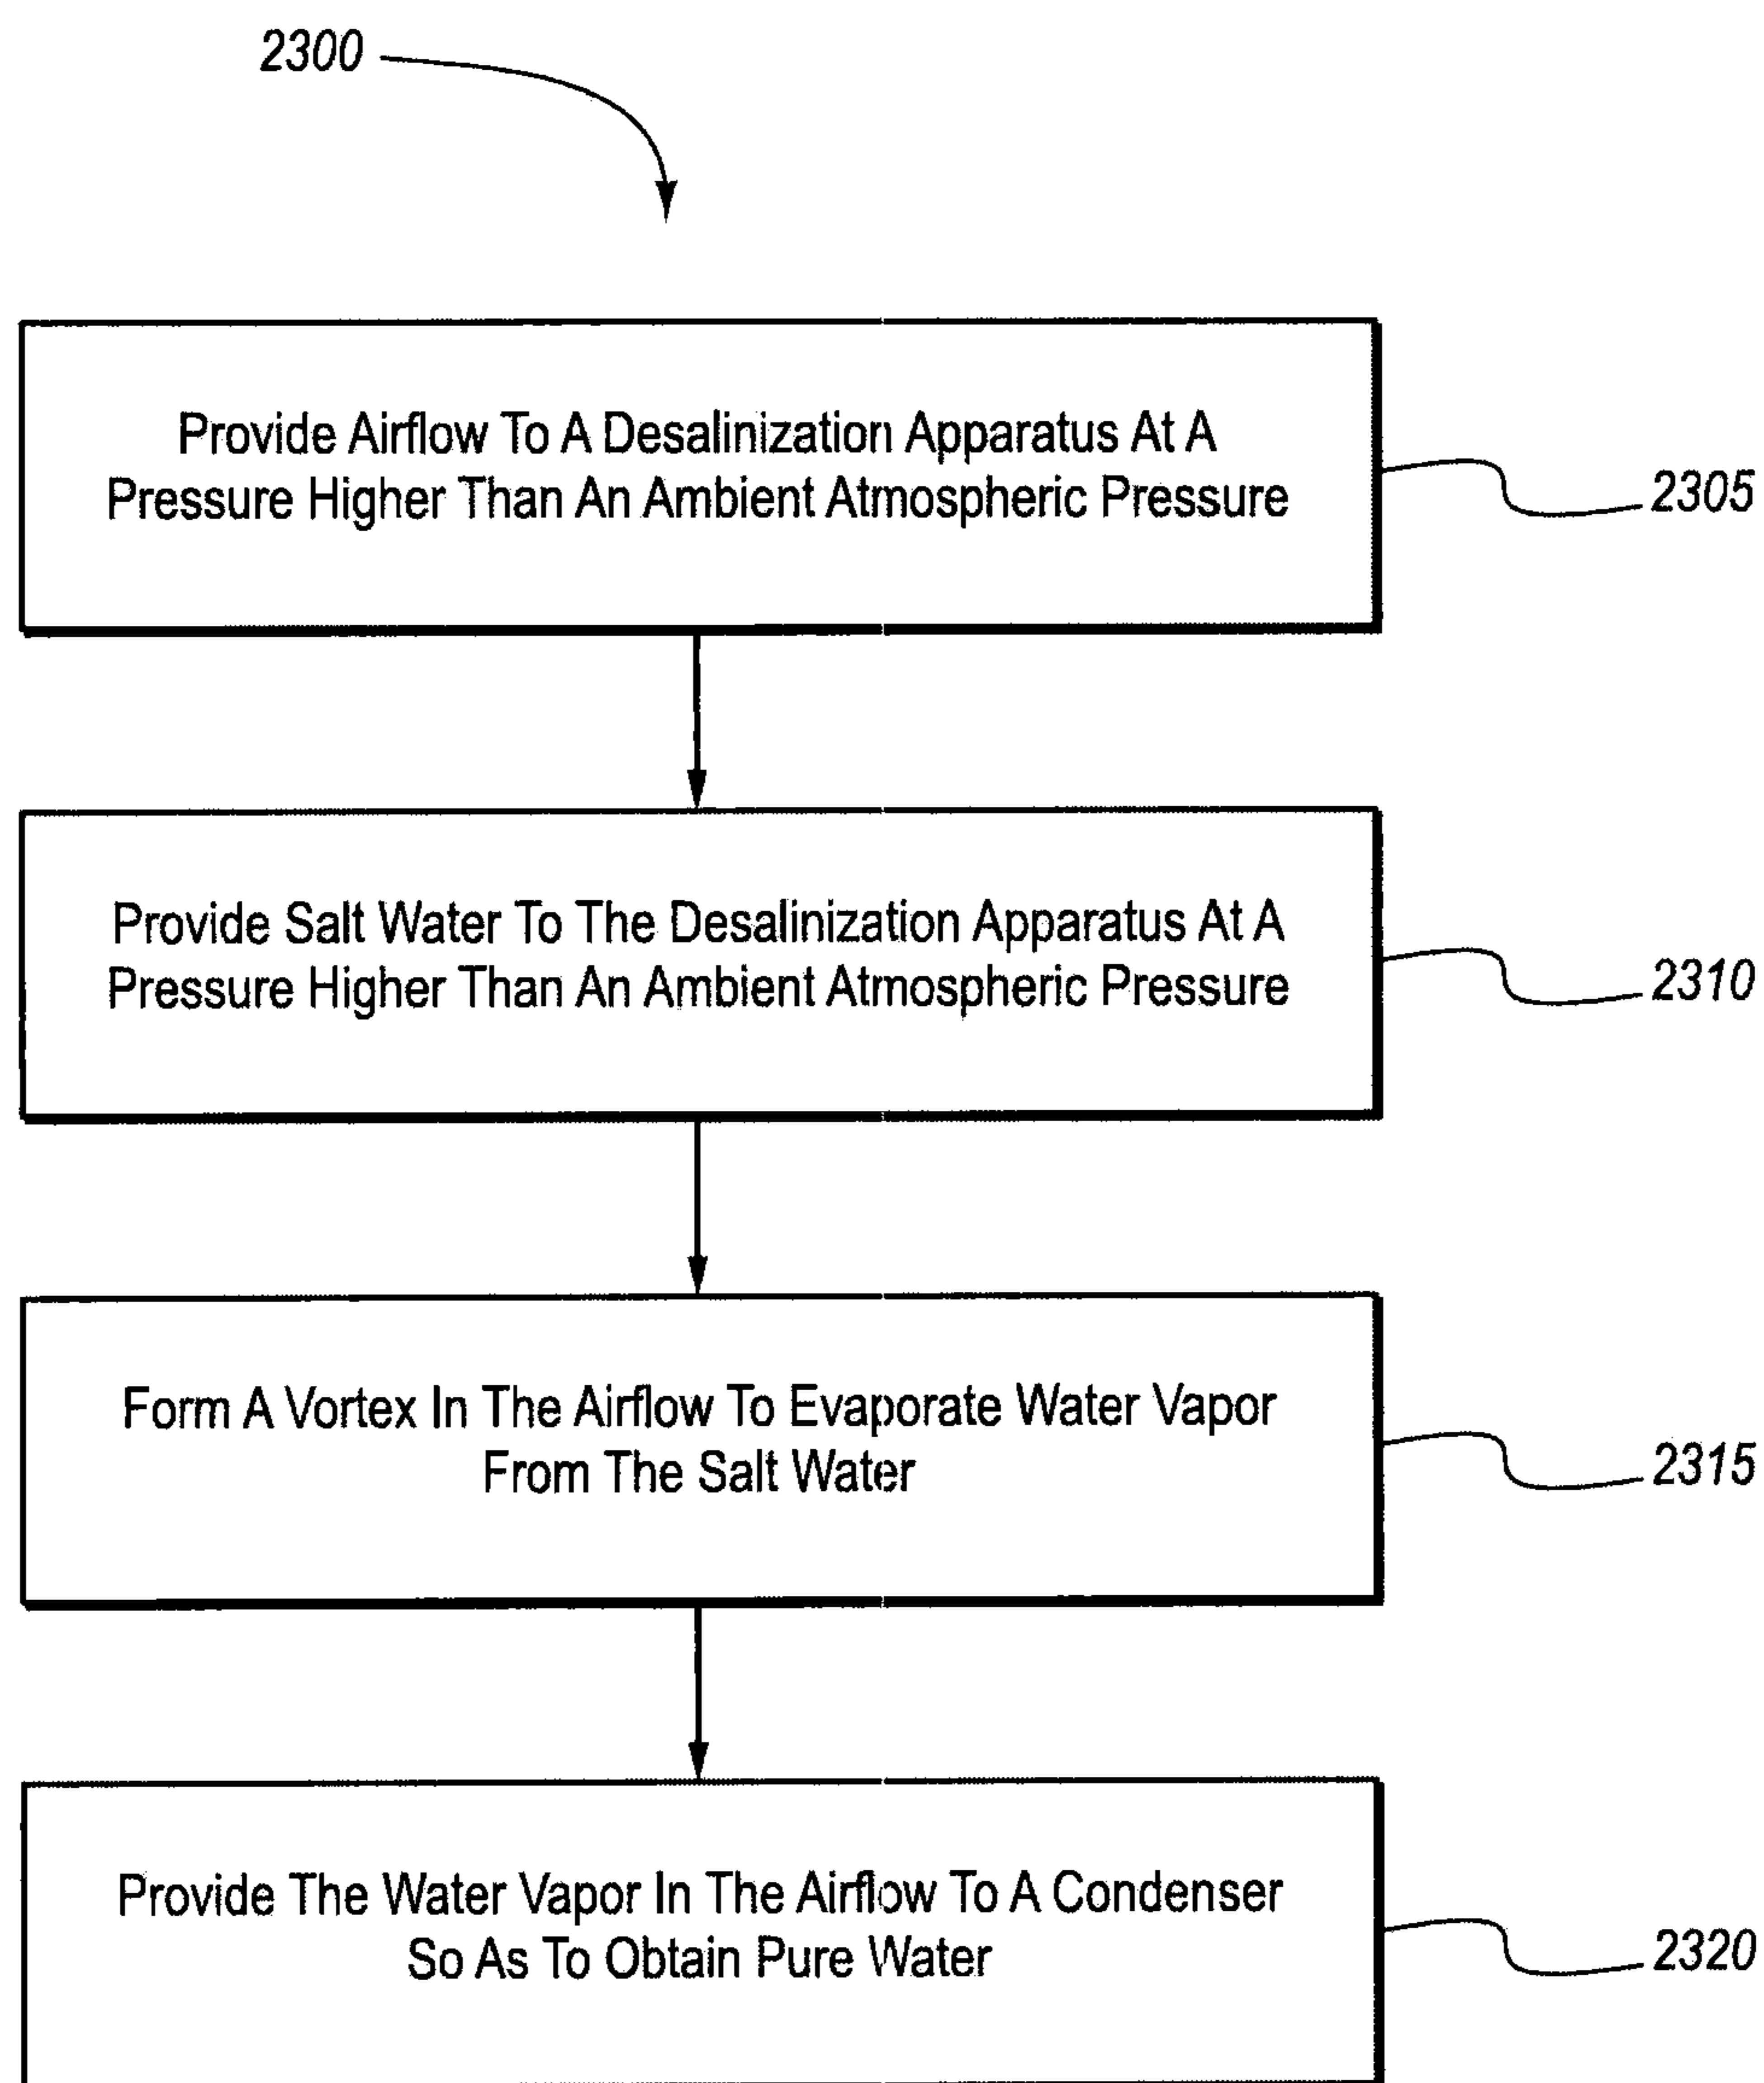 2300
Provide Airflow To A Desalinization Apparatus At A
Pressure Higher Than An Ambient Atmospheric Pressure
2305
Provide Salt Water To The Desalinization Apparatus At A
Pressure Higher Than An Ambient Atmospheric Pressure
2310
Form A Vortex In The Airflow To Evaporate Water Vapor
From The Salt Water
2315
Provide The Water Vapor In The Airflow To A Condenser
So As To Obtain Pure Water
2320